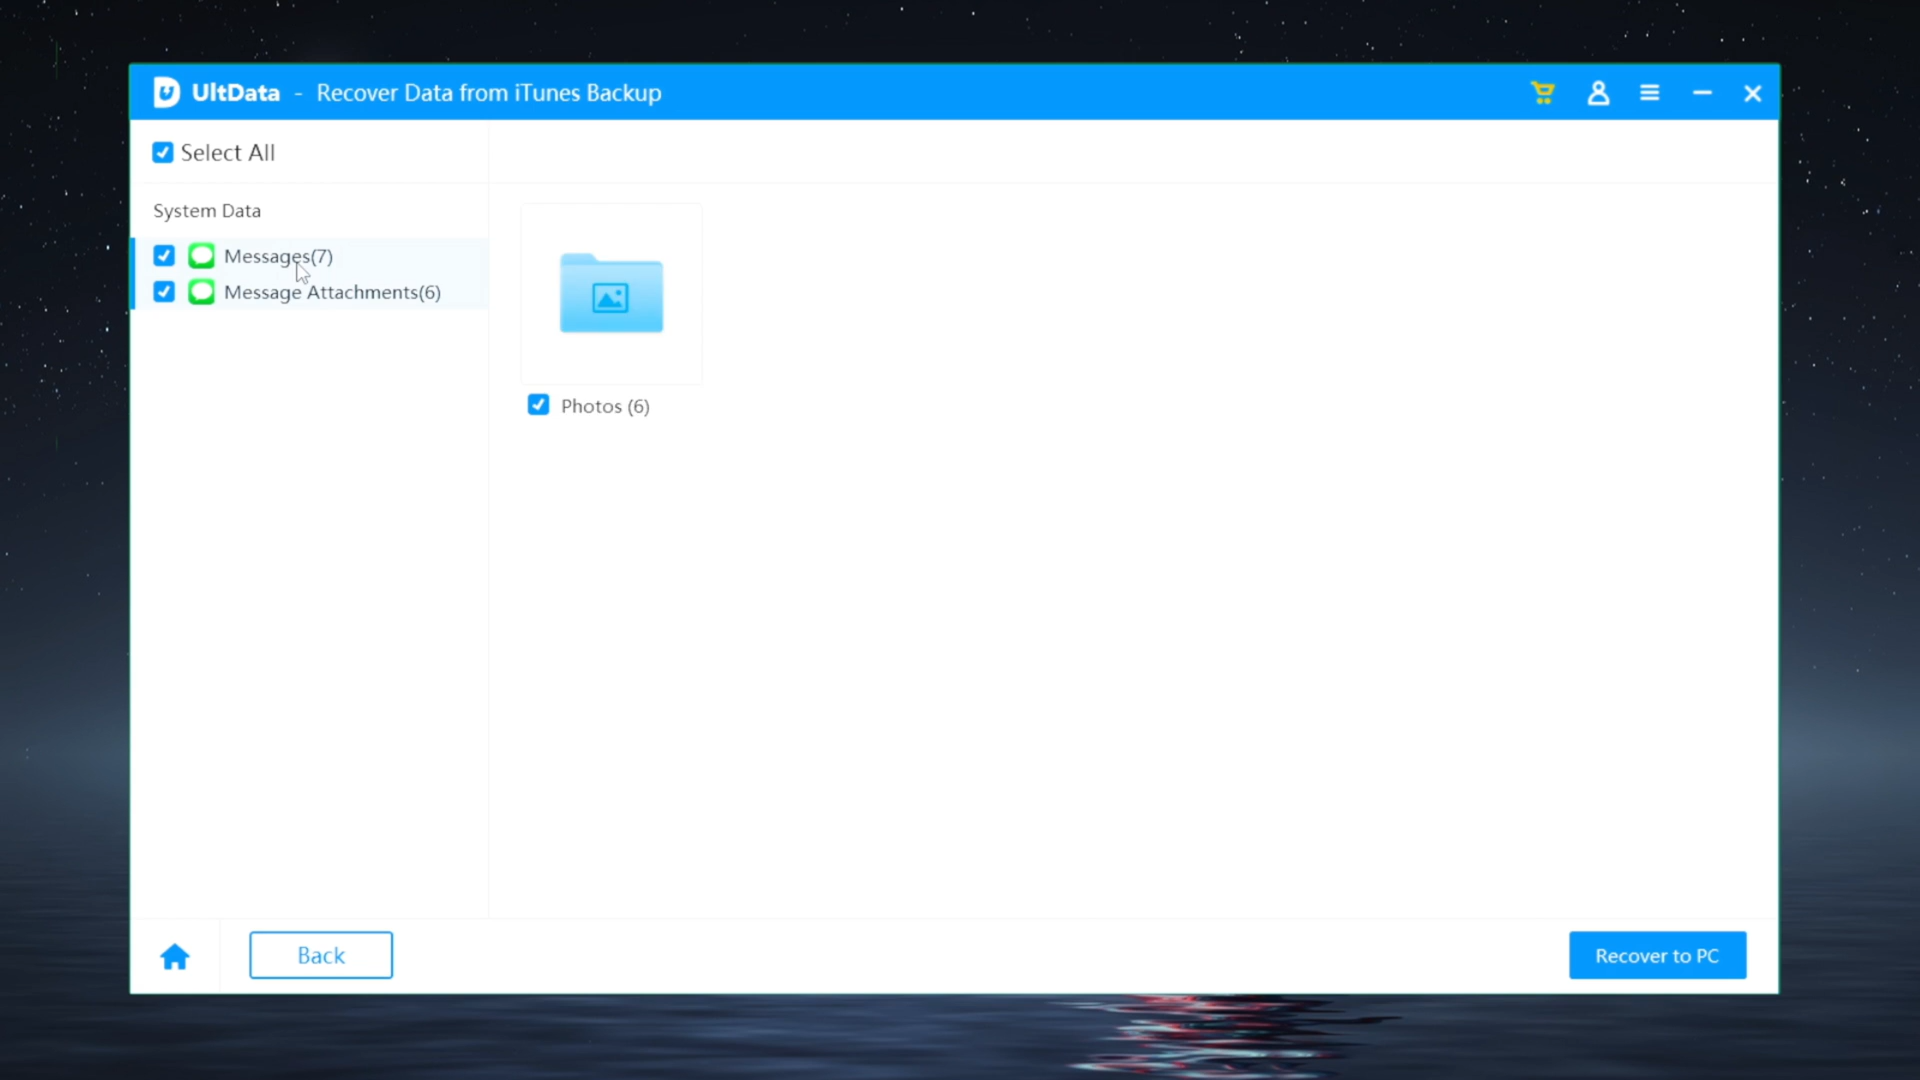 UltData - Recover Data from iTunes Backup
Select All
System Data
Messages(7)
Message Attachments(6)
Photos (6)
Back
Recover to PC